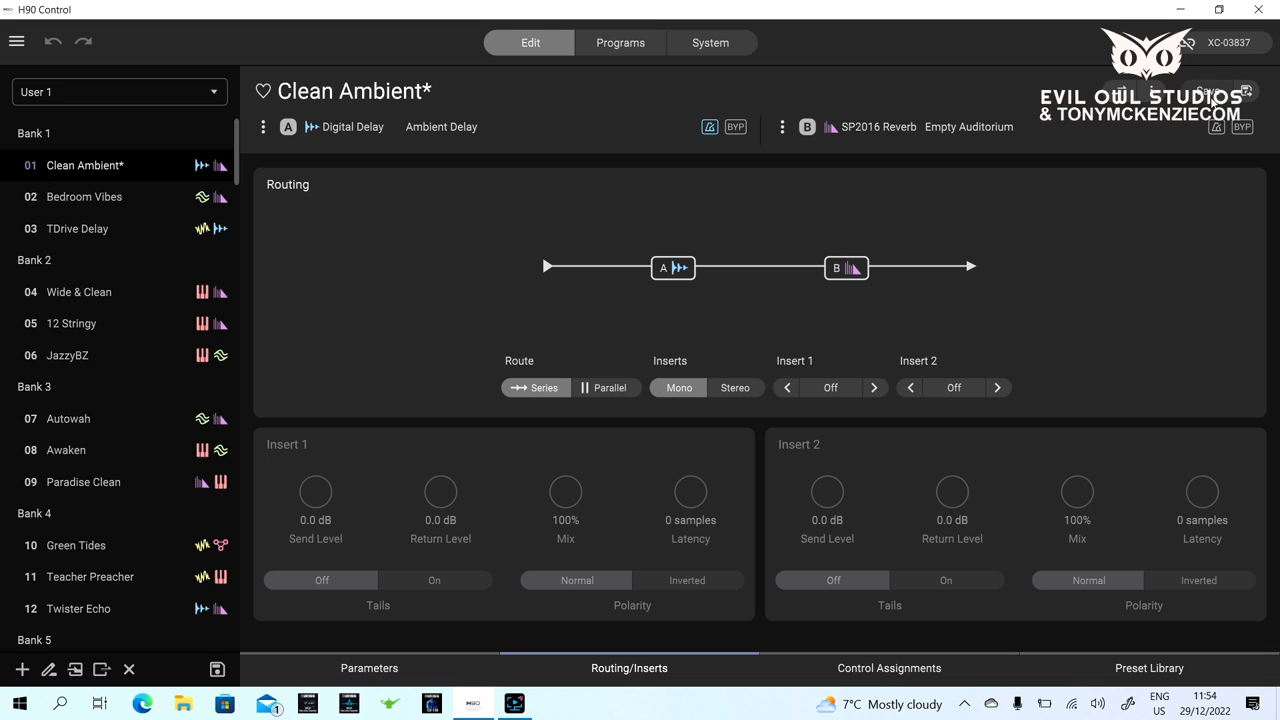 H90 Control
Edit
Programs
System
XC-03837
User 1
Clean Ambient*
Save
EVIL OWL STUDIOS
& TONYMCKENZIECOM
A
Digital Delay
Ambient Delay
BYP
B
SP2016 Reverb
Empty Auditorium
BYP
Bank 1
01 Clean Ambient*
02 Bedroom Vibes
03 TDrive Delay
Bank 2
04 Wide & Clean
05 12 Stringy
06 JazzyBZ
Bank 3
07 Autowah
08 Awaken
09 Paradise Clean
Bank 4
10 Green Tides
11 Teacher Preacher
12 Twister Echo
Bank 5
Routing
A
B
Route
Inserts
Insert 1
Insert 2
Series
Parallel
Mono
Stereo
Off
Off
Insert 1
0.0 dB
0.0 dB
100%
0 samples
Send Level
Return Level
Mix
Latency
Off
On
Normal
Inverted
Tails
Polarity
Insert 2
0.0 dB
0.0 dB
100%
0 samples
Send Level
Return Level
Mix
Latency
Off
On
Normal
Inverted
Tails
Polarity
Parameters
Routing/Inserts
Control Assignments
Preset Library
H90
1
7°C Mostly cloudy
ENG
US
11:54
29/12/2022